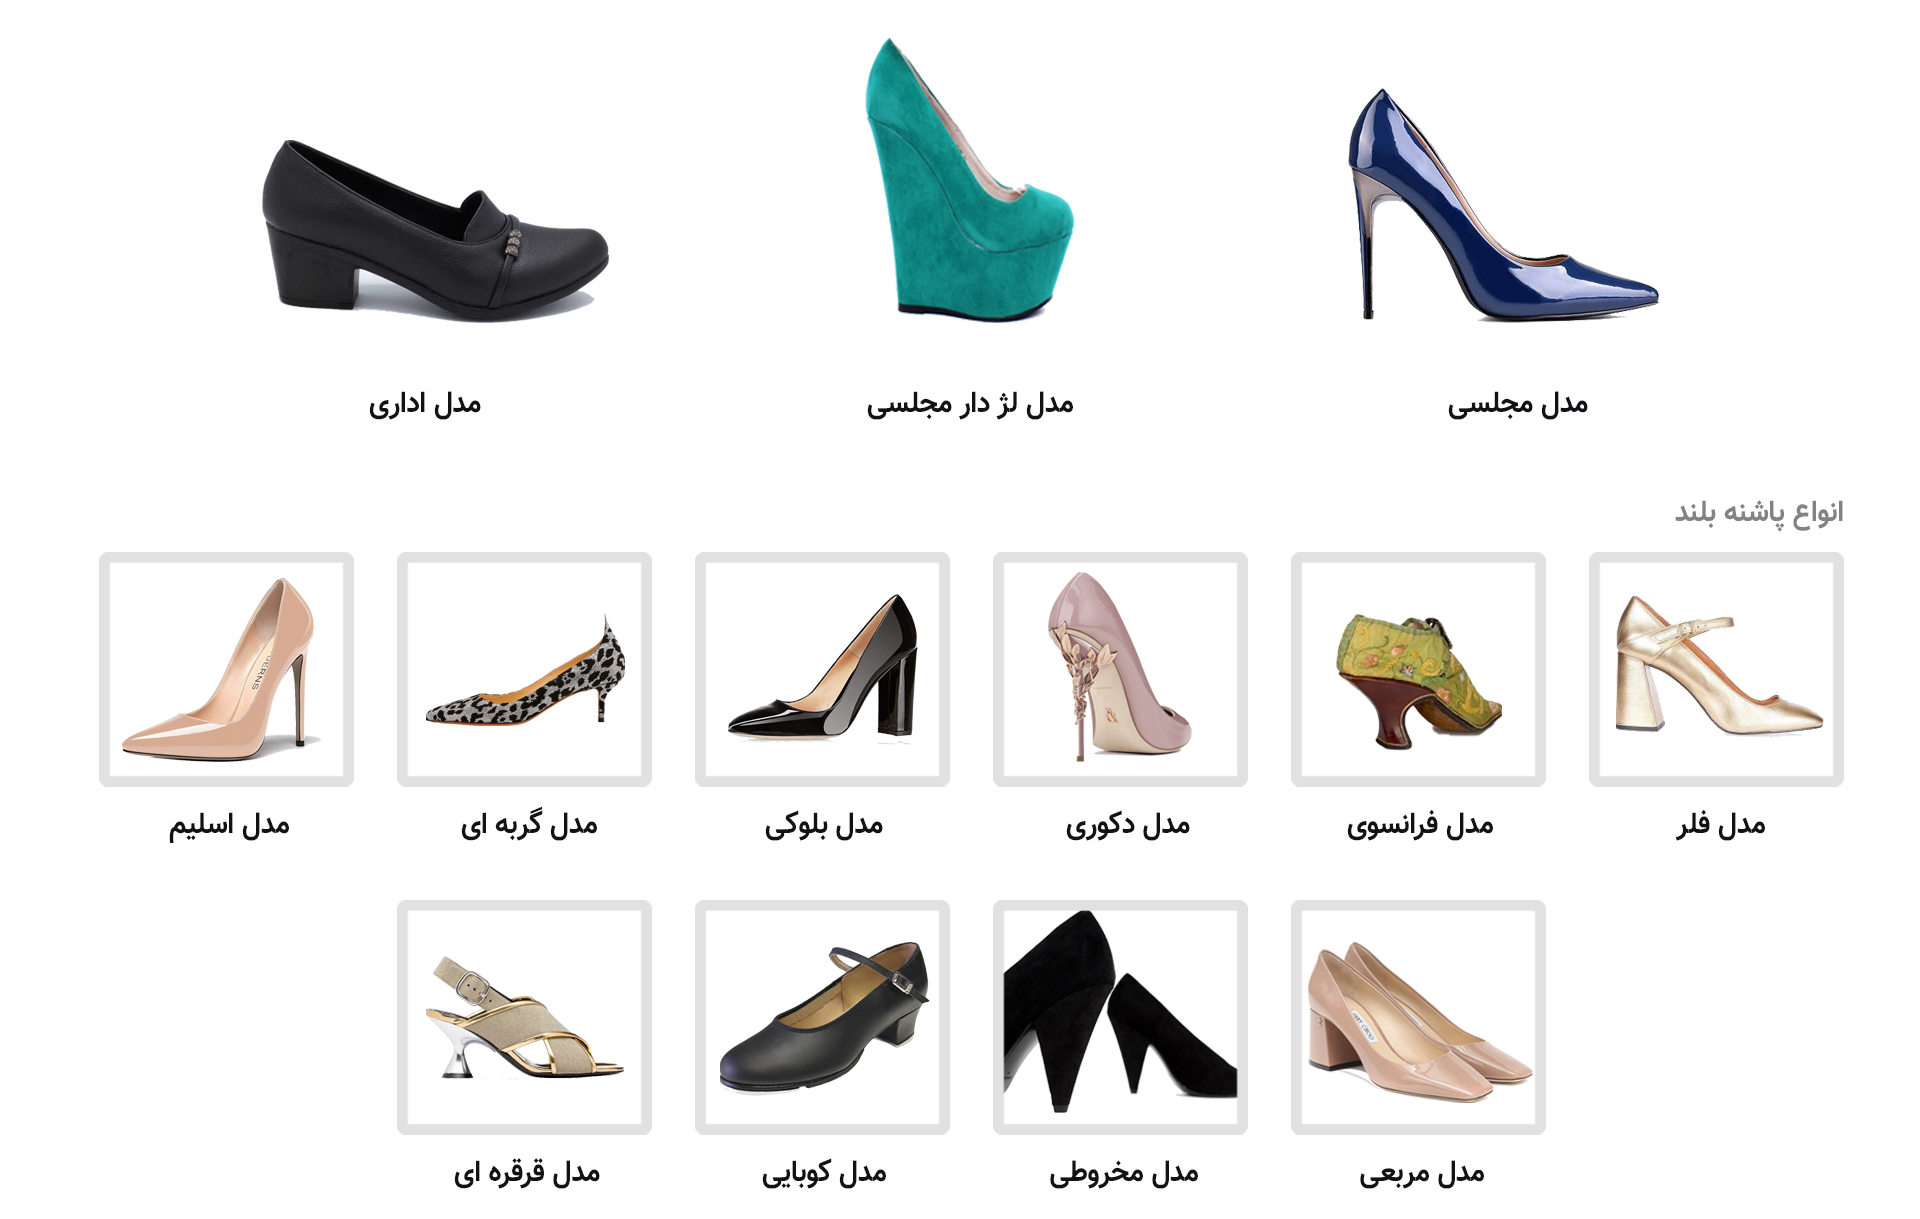 مدل مجلسی
مدل لژ دار مجلسی
مدل اداری
انواع پاشنه بلند
مدل فلر
مدل فرانسوی
مدل دکوری
مدل بلوکی
مدل گربه ای
مدل اسلیم
مدل مربعی
مدل مخروطی
مدل کوبایی
مدل قرقره ای